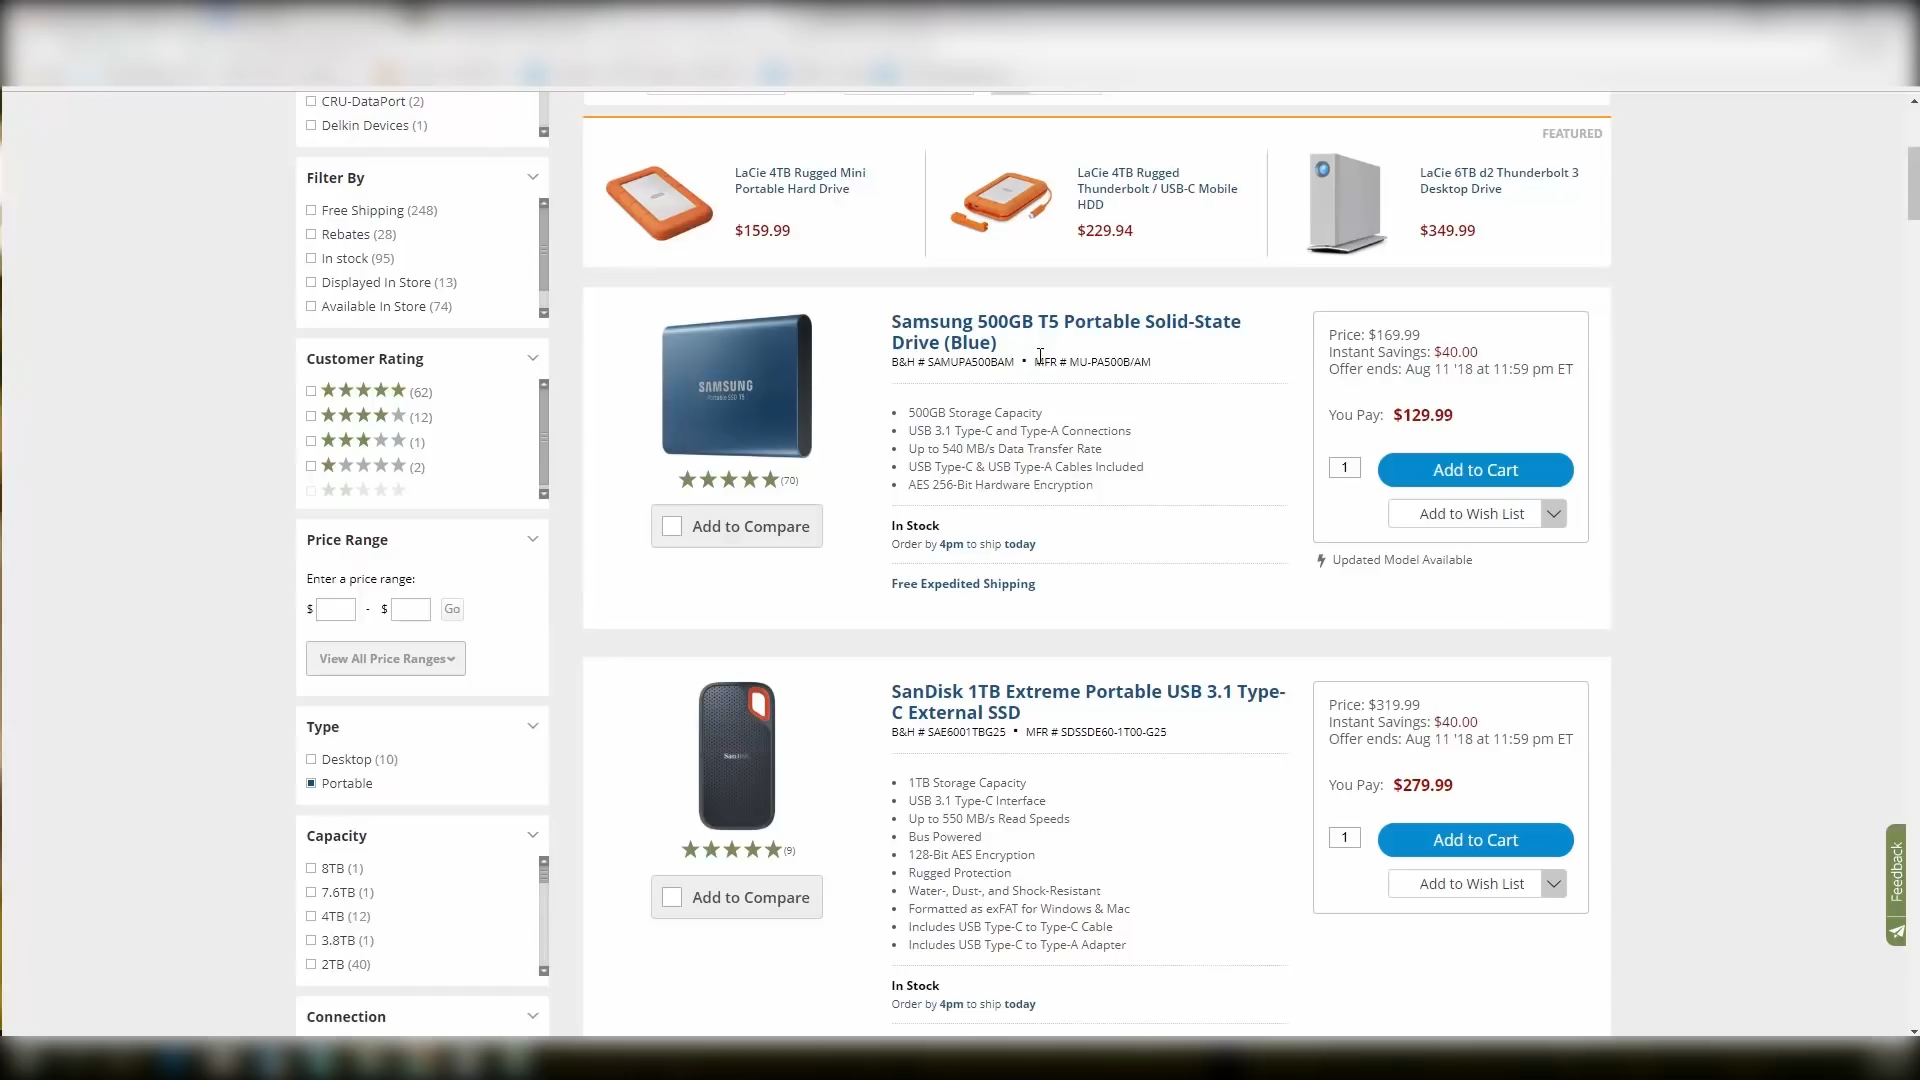 CRU-DataPort (2)
Delkin Devices (1)
Filter By
Free Shipping (248)
Rebates (28)
In stock (95)
Displayed In Store (13)
Available In Store (74)
Customer Rating
(62)
(12)
(1)
(2)
Price Range
Enter a price range:
$ - $ Go
View All Price Ranges
Type
Desktop (10)
Portable
Capacity
8TB (1)
7.6TB (1)
4TB (12)
3.8TB (1)
2TB (40)
Connection
FEATURED
LaCie 4TB Rugged Mini
Portable Hard Drive
$159.99
LaCie 4TB Rugged
Thunderbolt / USB-C Mobile
HDD
$229.94
LaCie 6TB d2 Thunderbolt 3
Desktop Drive
$349.99
SAMSUNG
Portable SSD T5
(70)
Add to Compare
Samsung 500GB T5 Portable Solid-State
Drive (Blue)
B&H # SAMUPA500BAM • MFR # MU-PA500B/AM
500GB Storage Capacity
USB 3.1 Type-C and Type-A Connections
Up to 540 MB/s Data Transfer Rate
USB Type-C & USB Type-A Cables Included
AES 256-Bit Hardware Encryption
In Stock
Order by 4pm to ship today
Free Expedited Shipping
Price: $169.99
Instant Savings: $40.00
Offer ends: Aug 11 '18 at 11:59 pm ET
You Pay: $129.99
1 Add to Cart
Add to Wish List
Updated Model Available
SanDisk
(9)
Add to Compare
SanDisk 1TB Extreme Portable USB 3.1 Type-
C External SSD
B&H # SAE6001TBG25 • MFR # SDSSDE60-1T00-G25
1TB Storage Capacity
USB 3.1 Type-C Interface
Up to 550 MB/s Read Speeds
Bus Powered
128-Bit AES Encryption
Rugged Protection
Water-, Dust-, and Shock-Resistant
Formatted as exFAT for Windows & Mac
Includes USB Type-C to Type-C Cable
Includes USB Type-C to Type-A Adapter
In Stock
Order by 4pm to ship today
Price: $319.99
Instant Savings: $40.00
Offer ends: Aug 11 '18 at 11:59 pm ET
You Pay: $279.99
1 Add to Cart
Add to Wish List
Feedback